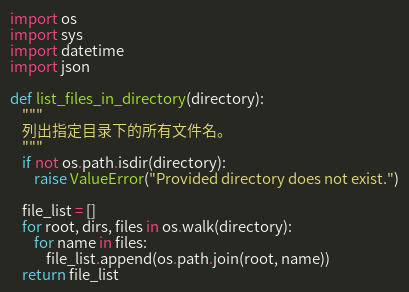 import os
import sys
import datetime
import json

def list_files_in_directory(directory):
    """
    列出指定目录下的所有文件名。
    """
    if not os.path.isdir(directory):
        raise ValueError("Provided directory does not exist.")

    file_list = []
    for root, dirs, files in os.walk(directory):
        for name in files:
            file_list.append(os.path.join(root, name))
    return file_list